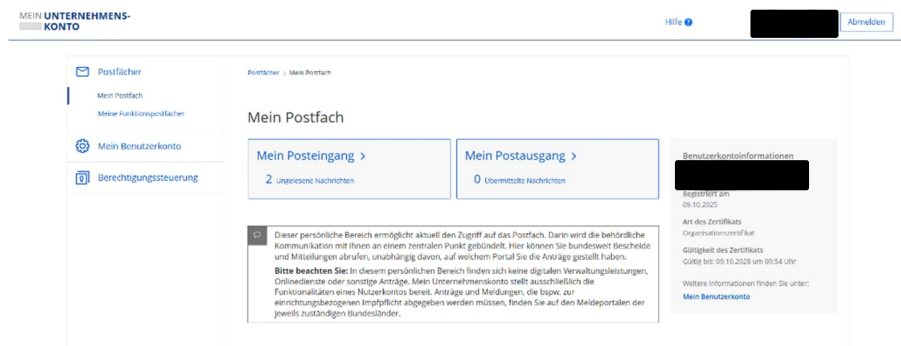 MEIN UNTERNEHMENS-
KONTO
Hilfe
Abmelden
Postfächer
Mein Postfach
Meine Funktionspostfächer
Mein Benutzerkonto
Berechtigungssteuerung
Postfächer > Mein Postfach
Mein Postfach
Mein Posteingang >
2 Ungelesene Nachrichten
Mein Postausgang >
0 Übermittelte Nachrichten
Dieser persönliche Bereich ermöglicht aktuell den Zugriff auf das Postfach. Darin wird die behördliche
Kommunikation mit Ihnen an einem zentralen Punkt gebündelt. Hier können Sie bundesweit Bescheide
und Mitteilungen abrufen, unabhängig davon, auf welchem Portal Sie die Anträge gestellt haben.
Bitte beachten Sie: In diesem persönlichen Bereich finden sich keine digitalen Verwaltungsleistungen,
Onlinedienste oder sonstige Anträge. Mein Unternehmenskonto stellt ausschließlich die
Funktionalitäten eines Nutzerkontos bereit. Anträge und Meldungen, die bspw. zur
einrichtungsbezogenen Impfpflicht abgegeben werden müssen, finden Sie auf den Meldeportalen der
jeweils zuständigen Bundesländer.
Benutzerkontoinformationen
Registriert am
09.10.2025
Art des Zertifikats
Organisationszertifikat
Gültigkeit des Zertifikats
Gültig bis: 09.10.2028 um 09:54 Uhr
Weitere Informationen finden Sie unter:
Mein Benutzerkonto